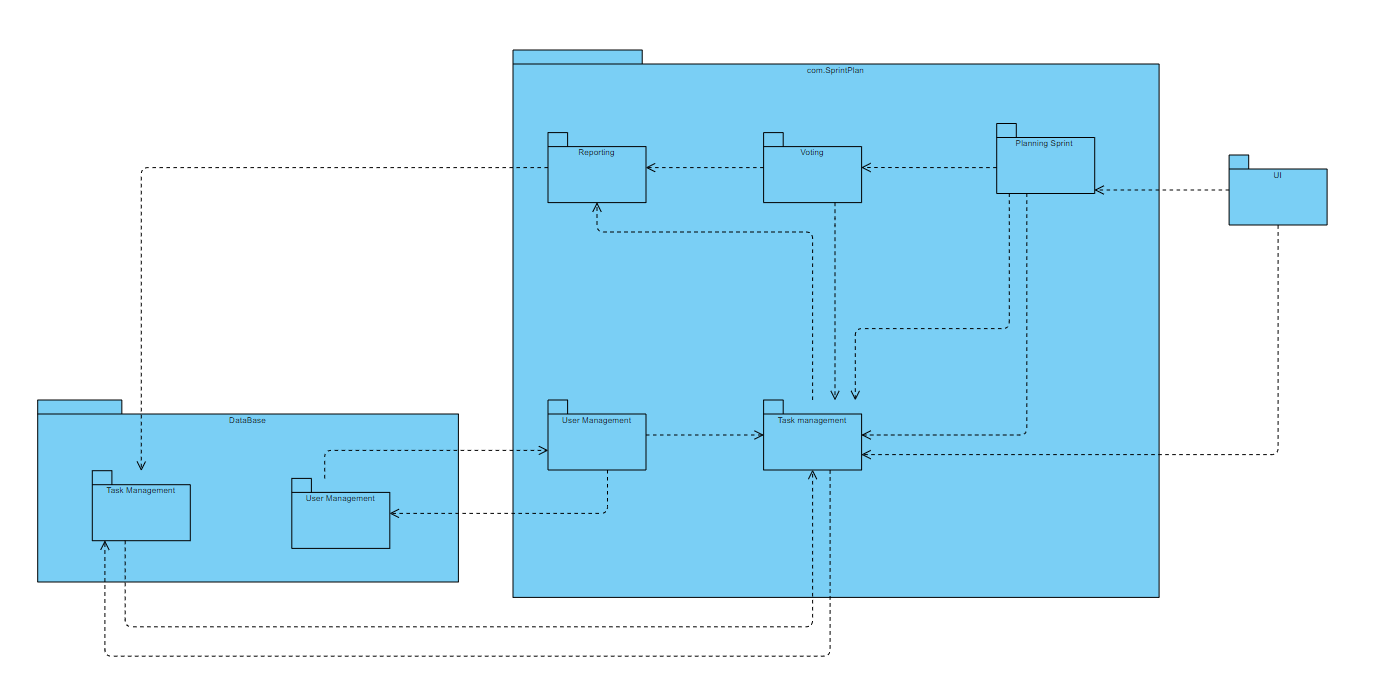 com.SprintPlan
Reporting
Voting
Planning Sprint
UI
DataBase
User Management
Task management
Task Management
User Management